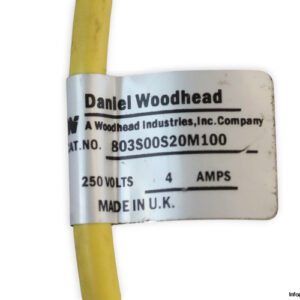 Daniel Woodhead
A Woodhead Industries, Inc. Company
CAT.NO. 803S00S20M100
250 VOLTS 4 AMPS
MADE IN U.K.